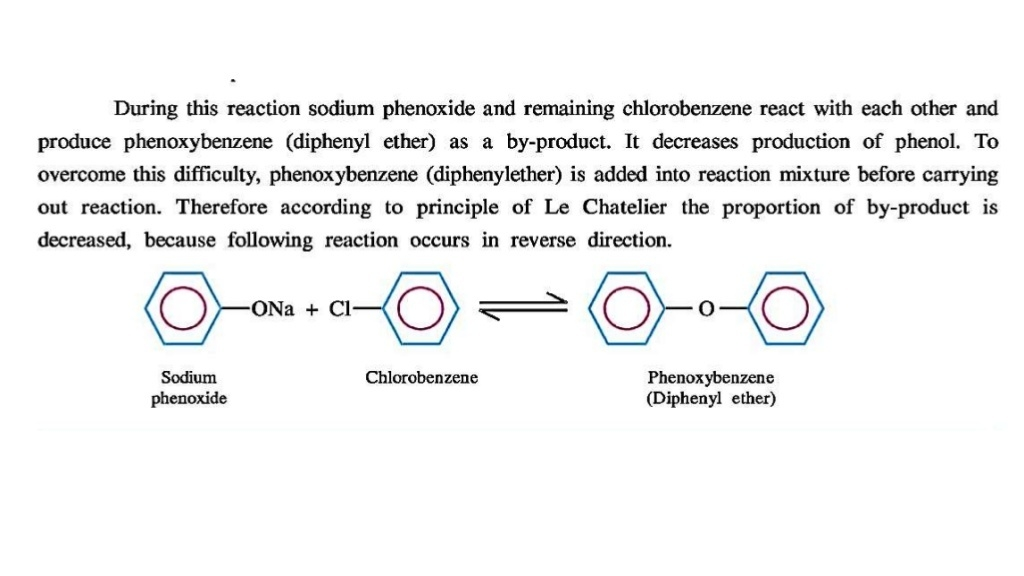 During this reaction sodium phenoxide and remaining chlorobenzene react with each other and
produce phenoxybenzene (diphenyl ether) as a by-product. It decreases production of phenol. To
overcome this difficulty, phenoxybenzene (diphenylether) is added into reaction mixture before carrying
out reaction. Therefore according to principle of Le Chatelier the proportion of by-product is
decreased, because following reaction occurs in reverse direction.
ONa + Cl O
Sodium Chlorobenzene Phenoxybenzene
phenoxide (Diphenyl ether)